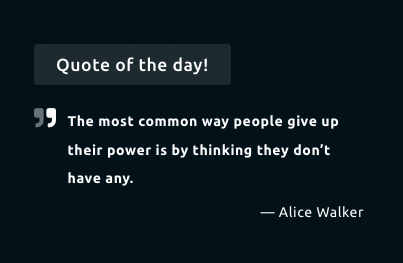 Quote of the day!
The most common way people give up
their power is by thinking they don’t
have any.
— Alice Walker